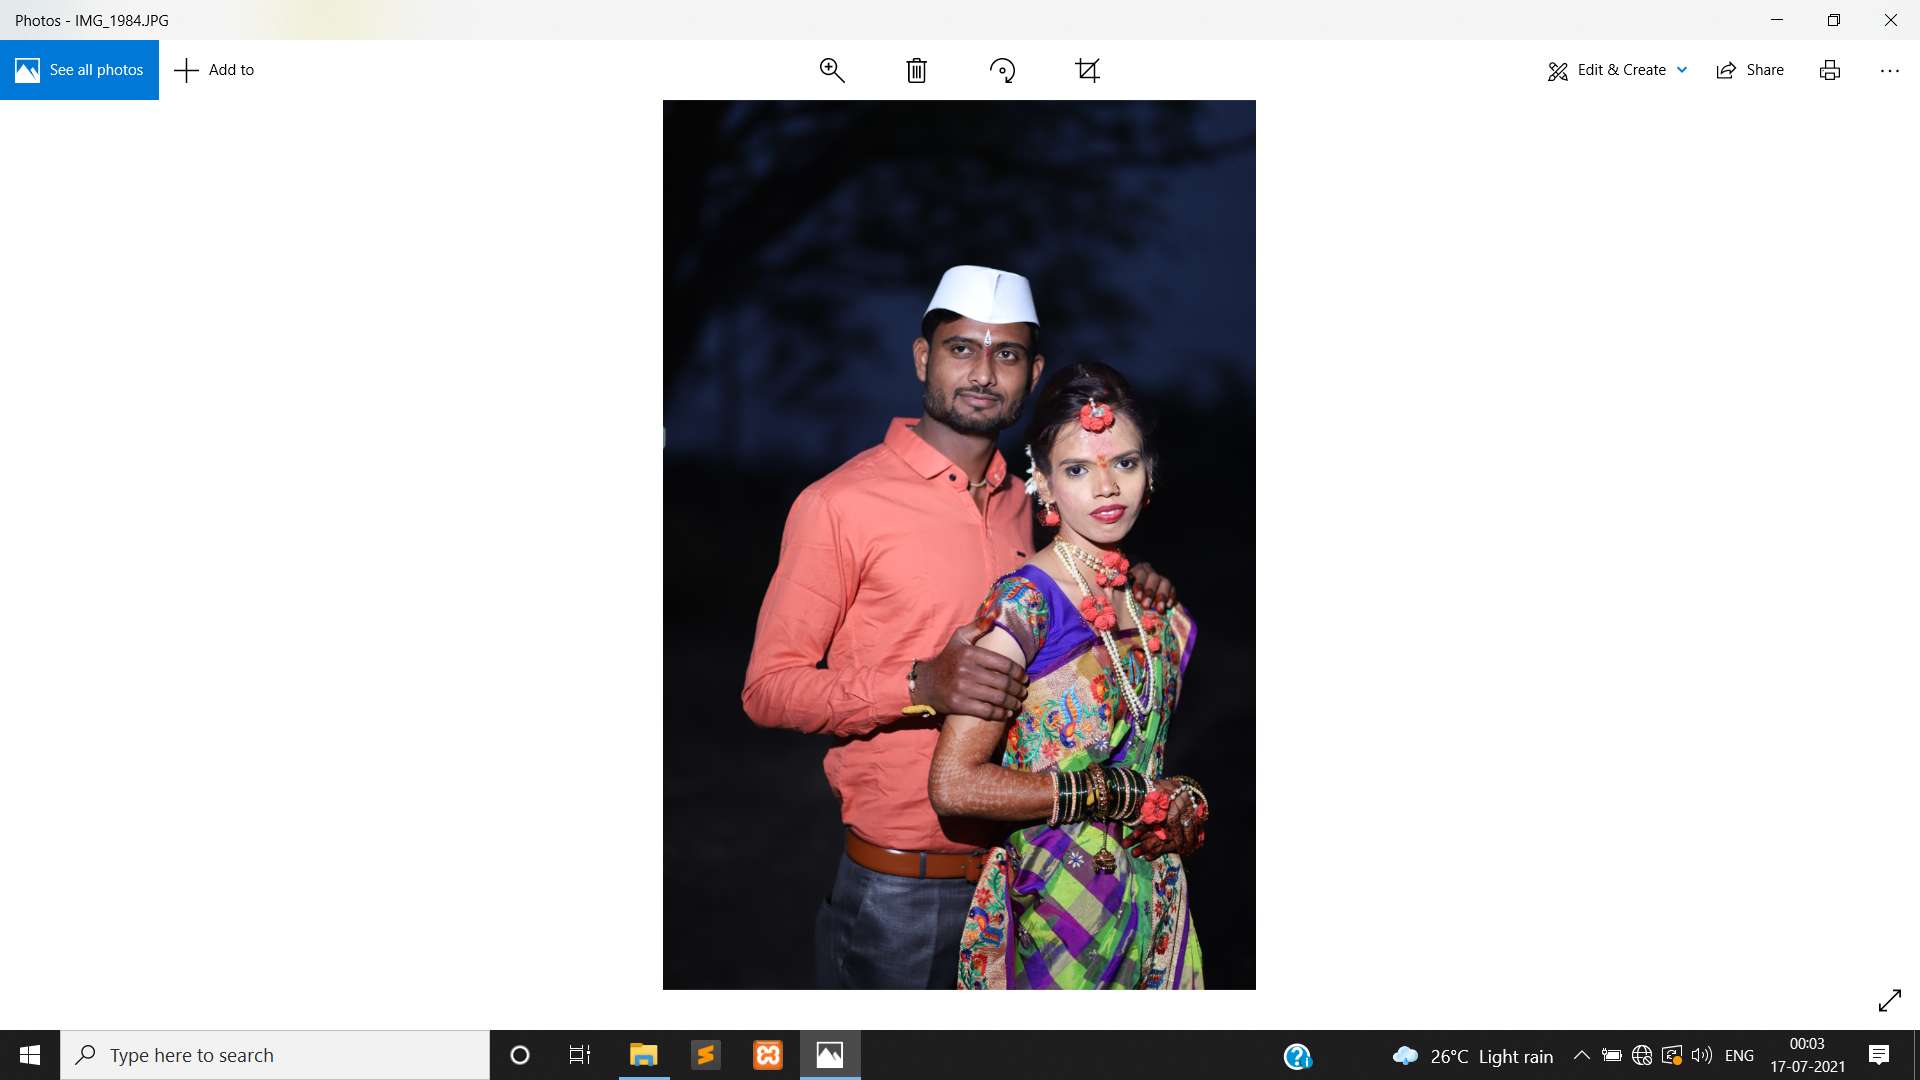 Photos - IMG_1984.JPG
See all photos
Add to
Edit & Create
Share
Type here to search
26°C Light rain
ENG
00:03
17-07-2021